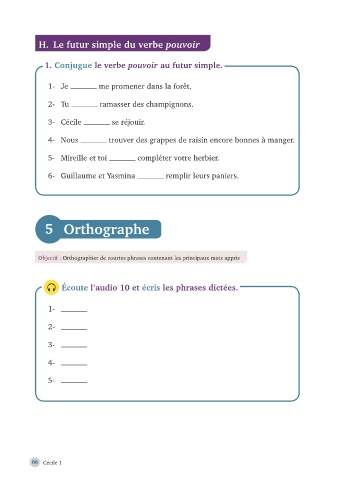 H. Le futur simple du verbe pouvoir
1. Conjugue le verbe pouvoir au futur simple.
1- Je ______ me promener dans la forêt.
2- Tu ______ ramasser des champignons.
3- Cécile ______ se réjouir.
4- Nous ______ trouver des grappes de raisin encore bonnes à manger.
5- Mireille et toi ______ compléter votre herbier.
6- Guillaume et Yasmina ______ remplir leurs paniers.
5 Orthographe
Objectif : Orthographier de courtes phrases contenant les principaux mots appris
Écoute l'audio 10 et écris les phrases dictées.
1- ______
2- ______
3- ______
4- ______
5- ______
66 Cécile 1